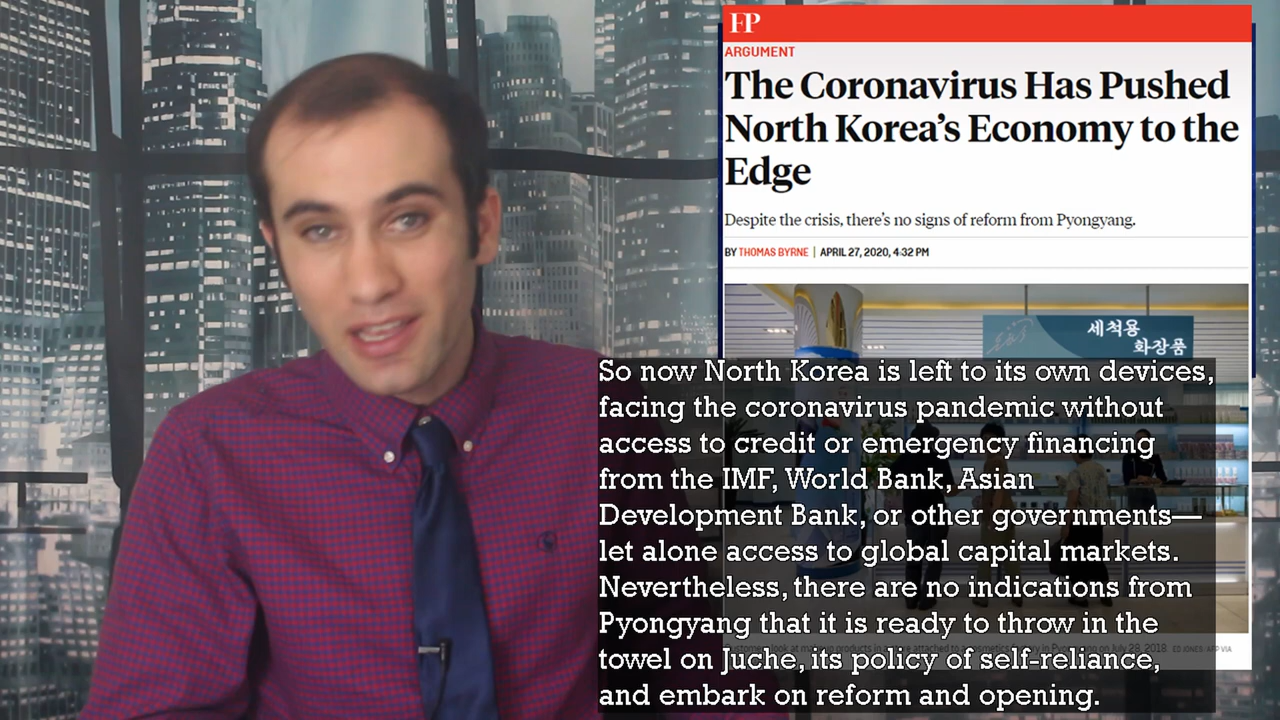 FP
ARGUMENT
The Coronavirus Has Pushed
North Korea's Economy to the
Edge
Despite the crisis, there's no signs of reform from Pyongyang.
BY THOMAS BYRNE | APRIL 27, 2020, 4:32 PM
세척용
화장품
So now North Korea is left to its own devices,
facing the coronavirus pandemic without
access to credit or emergency financing
from the IMF, World Bank, Asian
Development Bank, or other governments—
let alone access to global capital markets.
Nevertheless, there are no indications from
Pyongyang that it is ready to throw in the
towel on Juche, its policy of self-reliance,
and embark on reform and opening.